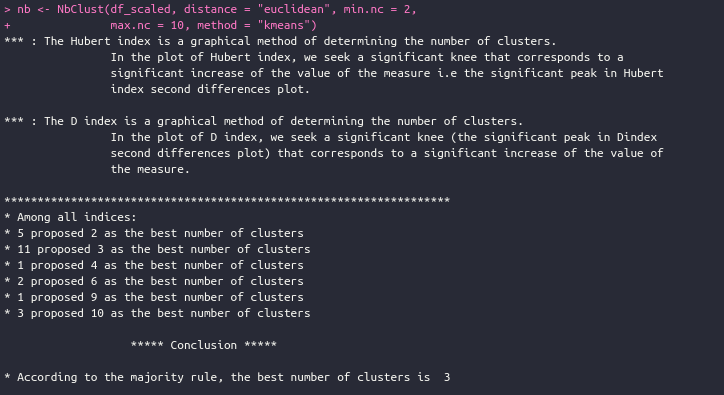 > nb <- NbClust(df_scaled, distance = "euclidean", min.nc = 2,
+               max.nc = 10, method = "kmeans")
*** : The Hubert index is a graphical method of determining the number of clusters.
                In the plot of Hubert index, we seek a significant knee that corresponds to a
                significant increase of the value of the measure i.e the significant peak in Hubert
                index second differences plot.

*** : The D index is a graphical method of determining the number of clusters.
                In the plot of D index, we seek a significant knee (the significant peak in Dindex
                second differences plot) that corresponds to a significant increase of the value of
                the measure.

*******************************************************************
* Among all indices:
* 5 proposed 2 as the best number of clusters
* 11 proposed 3 as the best number of clusters
* 1 proposed 4 as the best number of clusters
* 2 proposed 6 as the best number of clusters
* 1 proposed 9 as the best number of clusters
* 3 proposed 10 as the best number of clusters

                   ***** Conclusion *****

* According to the majority rule, the best number of clusters is  3